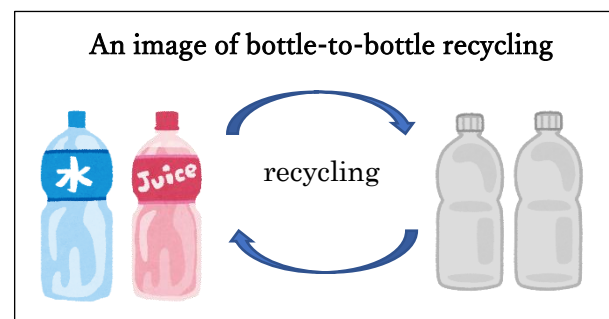 An image of bottle-to-bottle recycling
水
Juice
recycling